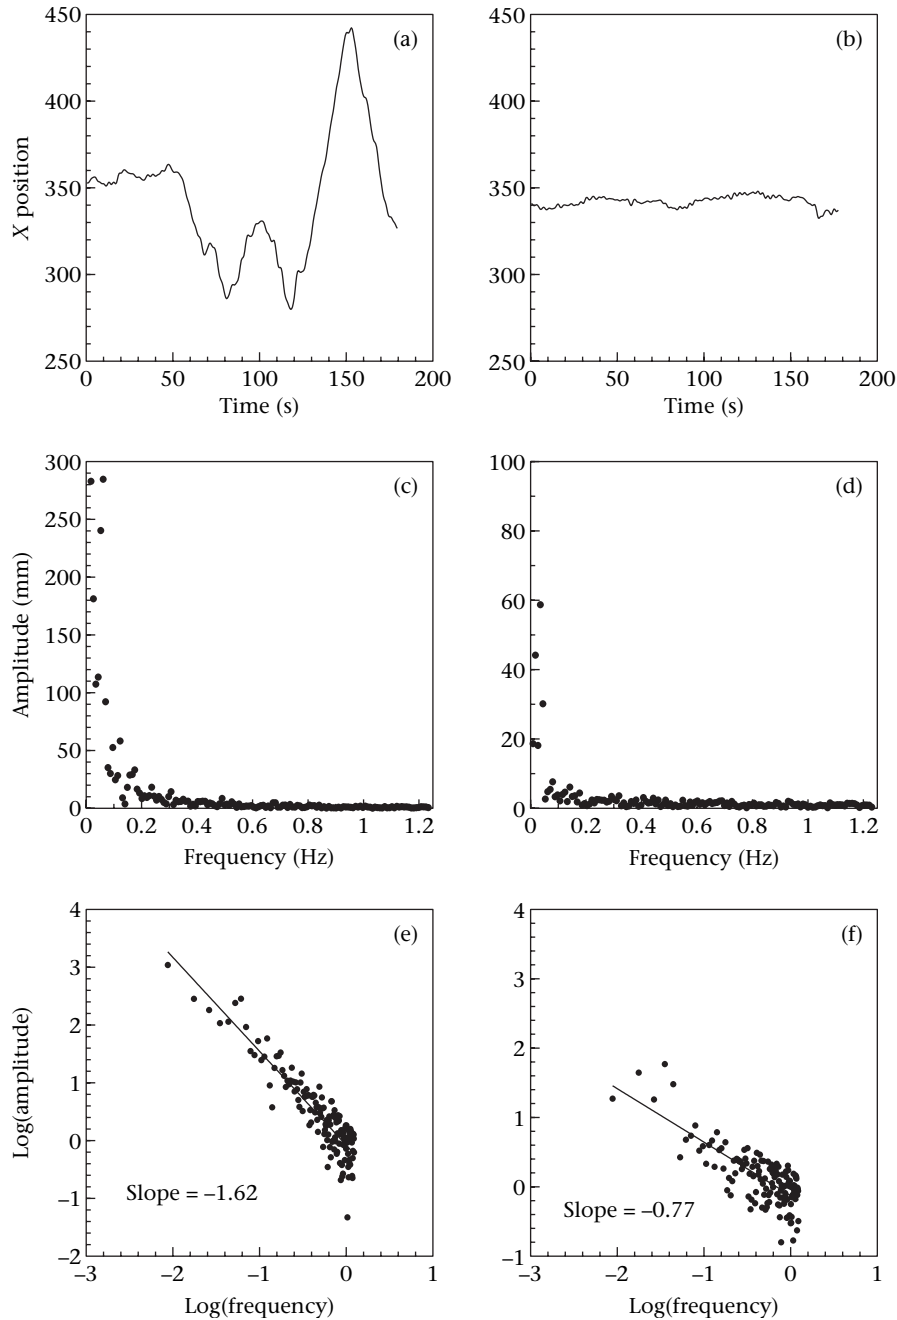 450
(a)
400
350
300
250
X position
0 50 100 150 200
Time (s)
450
(b)
400
350
300
250
0 50 100 150 200
Time (s)
300
(c)
250
200
150
100
50
0
Amplitude (mm)
0 0.2 0.4 0.6 0.8 1 1.2
Frequency (Hz)
100
(d)
80
60
40
20
0
0 0.2 0.4 0.6 0.8 1 1.2
Frequency (Hz)
4
(e)
3
2
1
0
−1
−2
Log(amplitude)
Slope = –1.62
−3 −2 −1 0 1
Log(frequency)
4
(f)
3
2
1
0
−1
Slope = –0.77
−3 −2 −1 0 1
Log(frequency)